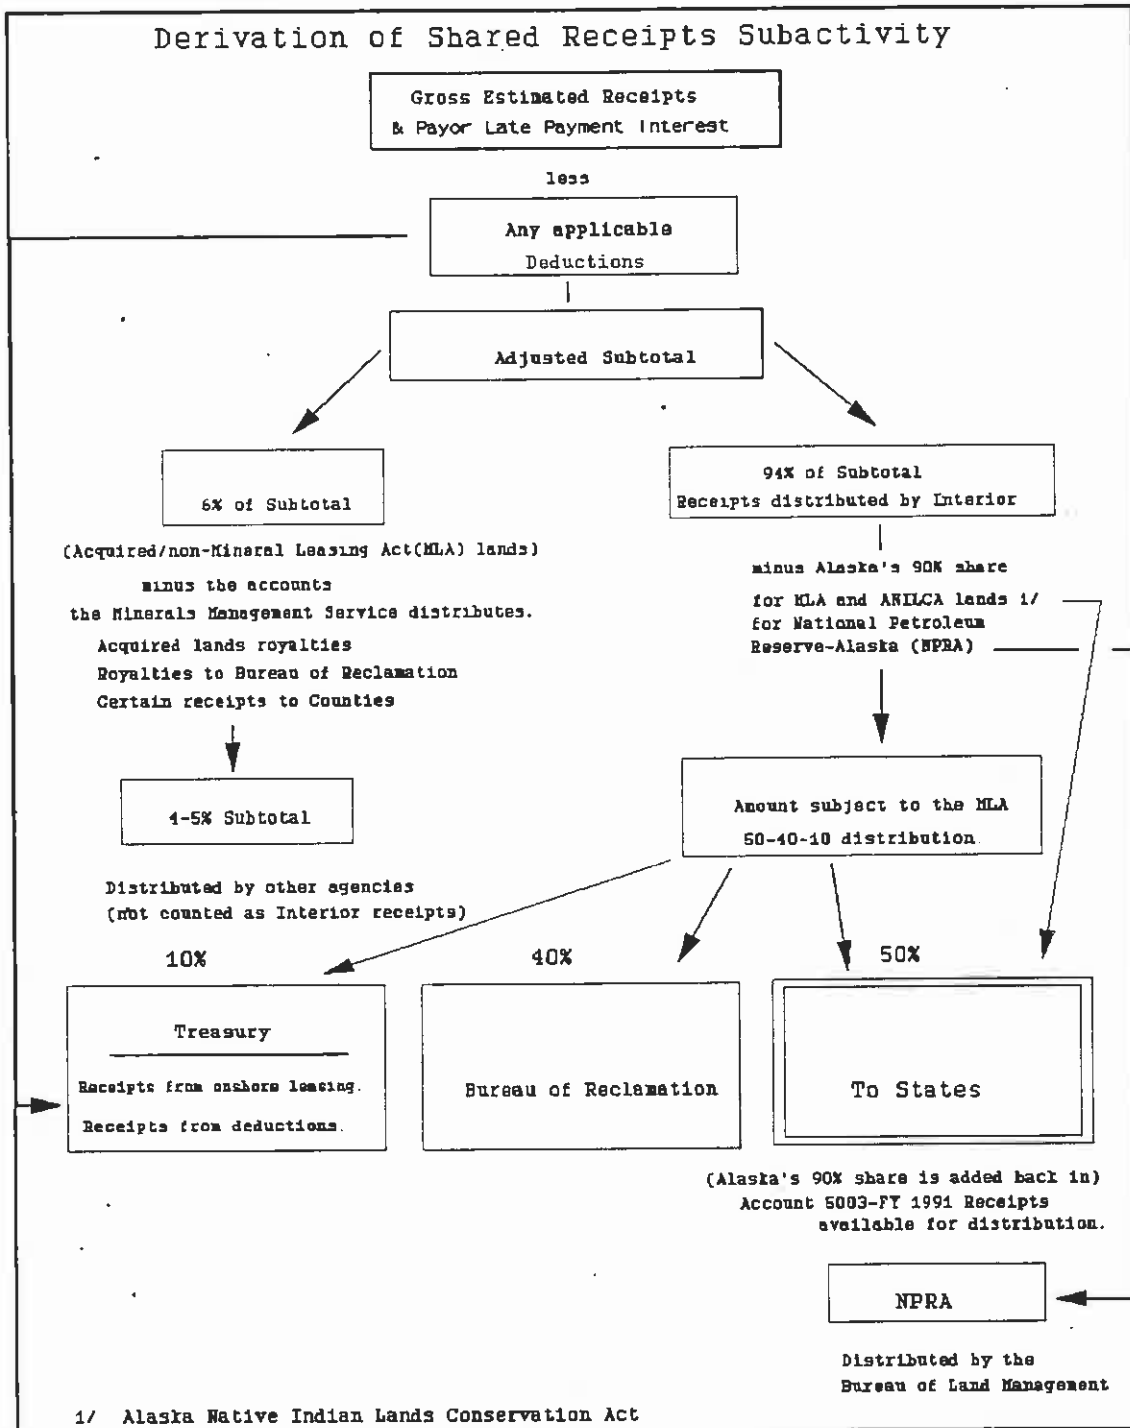 Derivation of Shared Receipts Subactivity
Gross Estimated Receipts
& Payor Late Payment Interest
less
Any applicable
Deductions
Adjusted Subtotal
6% of Subtotal
(Acquired/non-Mineral Leasing Act(MLA) lands)
minus the accounts
the Minerals Management Service distributes.
Acquired lands royalties
Royalties to Bureau of Reclamation
Certain receipts to Counties
4-5% Subtotal
Distributed by other agencies
(not counted as Interior receipts)
94% of Subtotal
Receipts distributed by Interior
minus Alaska's 90% share
for MLA and ANILCA lands 1/
for National Petroleum
Reserve-Alaska (NPRA)
Amount subject to the MLA
50-40-10 distribution
10%
Treasury
Receipts from onshore leasing.
Receipts from deductions.
40%
Bureau of Reclamation
50%
To States
(Alaska's 90% share is added back in)
Account 5003-FY 1991 Receipts
available for distribution.
NPRA
Distributed by the
Bureau of Land Management
1/ Alaska Native Indian Lands Conservation Act